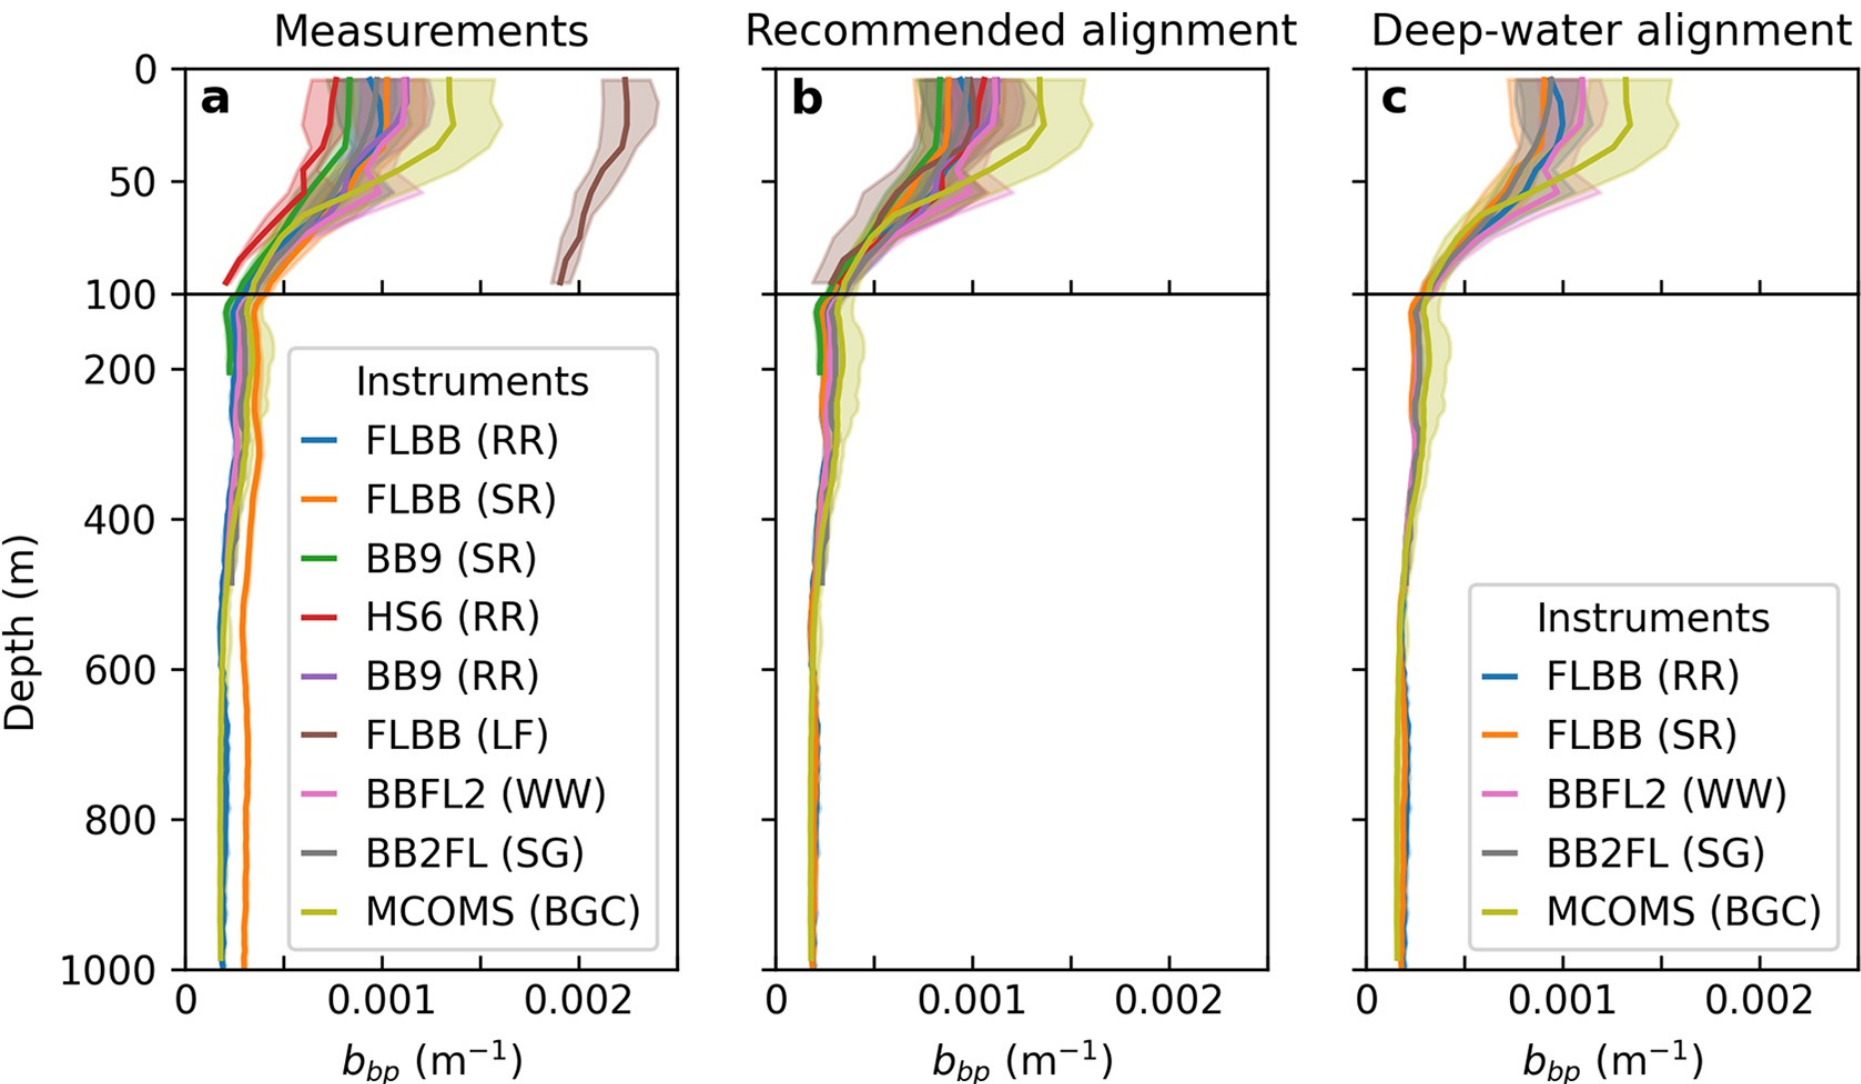 Measurements
Recommended alignment
Deep-water alignment
a
b
c
0
50
100
200
400
600
800
1000
Depth (m)
Instruments
FLBB (RR)
FLBB (SR)
BB9 (SR)
HS6 (RR)
BB9 (RR)
FLBB (LF)
BBFL2 (WW)
BB2FL (SG)
MCOMS (BGC)
Instruments
FLBB (RR)
FLBB (SR)
BBFL2 (WW)
BB2FL (SG)
MCOMS (BGC)
0 0.001 0.002
0 0.001 0.002
0 0.001 0.002
b_bp (m⁻¹)
b_bp (m⁻¹)
b_bp (m⁻¹)